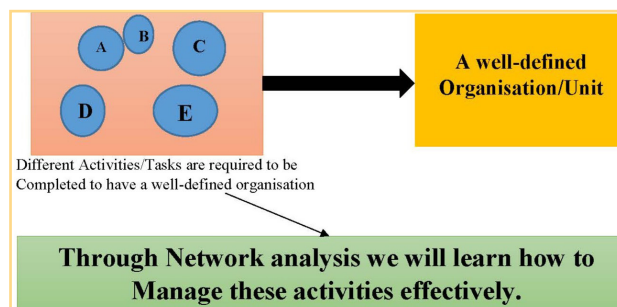 A
B
C
D
E
A well-defined
Organisation/Unit
Different Activities/Tasks are required to be
Completed to have a well-defined organisation
Through Network analysis we will learn how to
Manage these activities effectively.